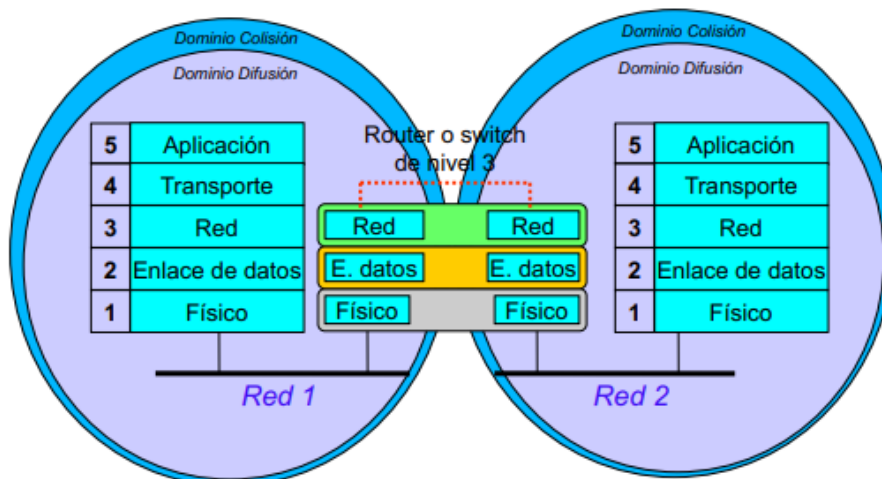 Dominio Colisión
Dominio Difusión
5 Aplicación
4 Transporte
3 Red
2 Enlace de datos
1 Físico
Red 1
Router o switch
de nivel 3
Red Red
E. datos E. datos
Físico Físico
Dominio Colisión
Dominio Difusión
5 Aplicación
4 Transporte
3 Red
2 Enlace de datos
1 Físico
Red 2